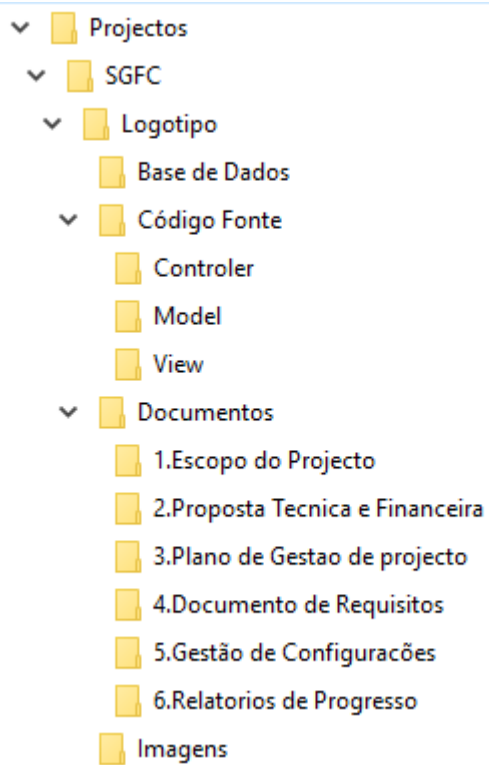 Projectos
SGFC
Logotipo
Base de Dados
Código Fonte
Controler
Model
View
Documentos
1.Escopo do Projecto
2.Proposta Tecnica e Financeira
3.Plano de Gestao de projecto
4.Documento de Requisitos
5.Gestão de Configuracões
6.Relatorios de Progresso
Imagens